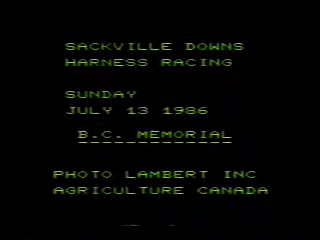 SACKVILLE DOWNS
HARNESS RACING
SUNDAY
JULY 13 1986
B.C. MEMORIAL
PHOTO LAMBERT INC
AGRICULTURE CANADA